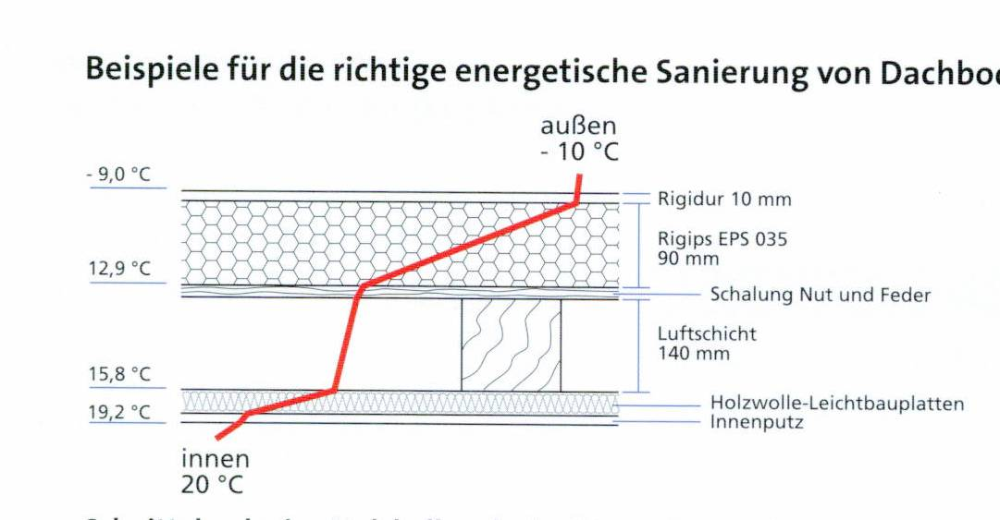 Beispiele für die richtige energetische Sanierung von
außen
- 10 °C
- 9,0 °C
Rigidur 10 mm
Rigips EPS 035
90 mm
12,9 °C
Schalung Nut und Feder
Luftschicht
140 mm
15,8 °C
Holzwolle-Leichtbauplatten
19,2 °C
Innenputz
innen
20 °C